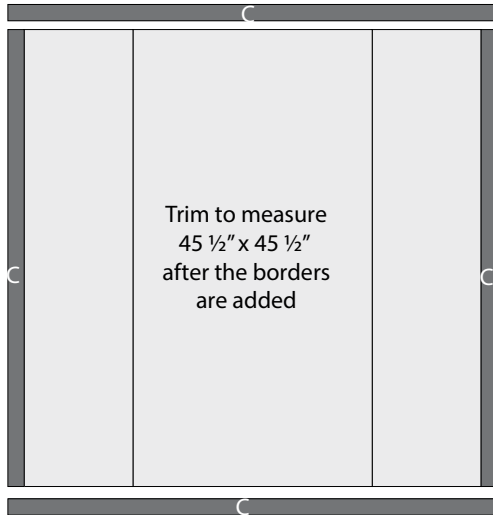 C
Trim to measure
45 ½” x 45 ½”
after the borders
are added
C
C
C